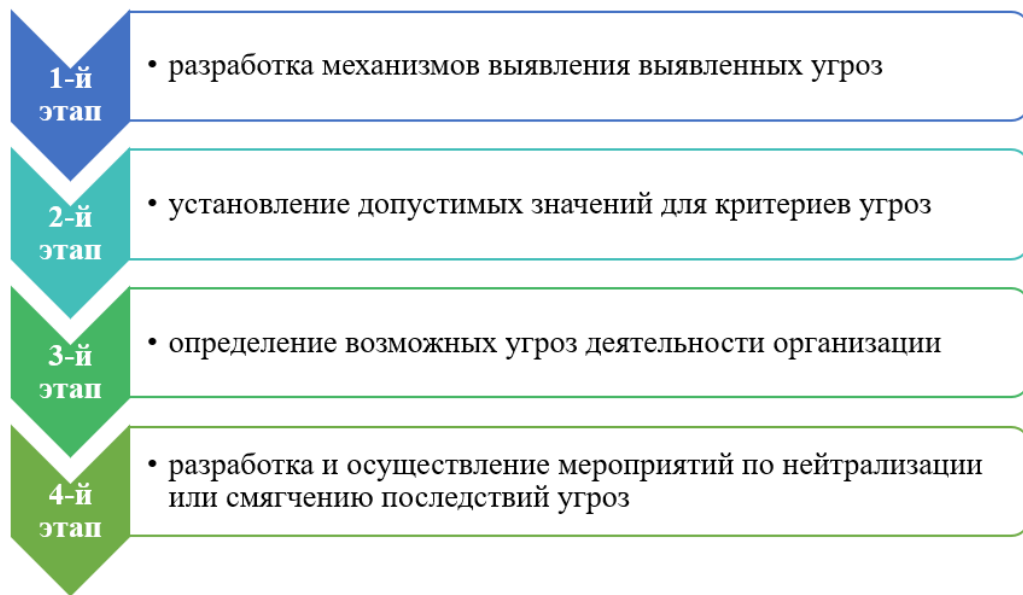 1-й
этап
• разработка механизмов выявления выявленных угроз
2-й
этап
• установление допустимых значений для критериев угроз
3-й
этап
• определение возможных угроз деятельности организации
4-й
этап
• разработка и осуществление мероприятий по нейтрализации
или смягчению последствий угроз